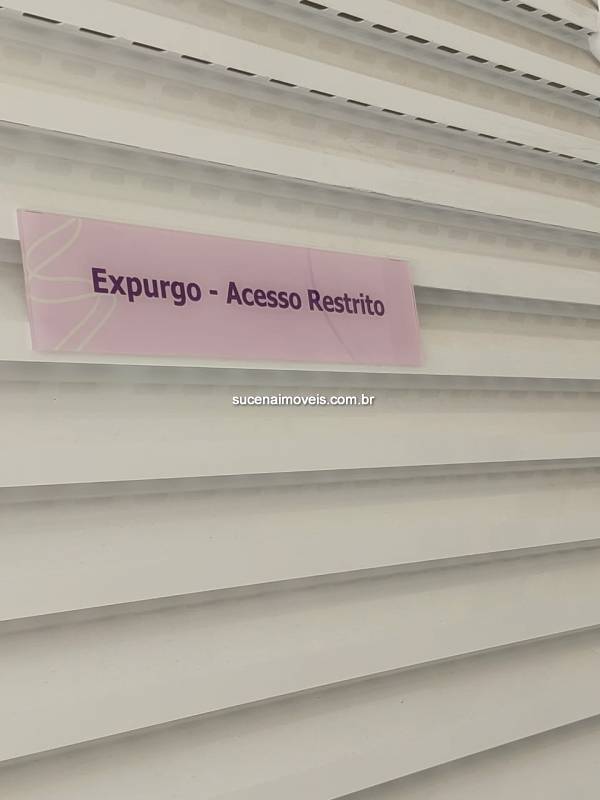 Expurgo - Acesso Restrito
sucenaimoveis.com.br